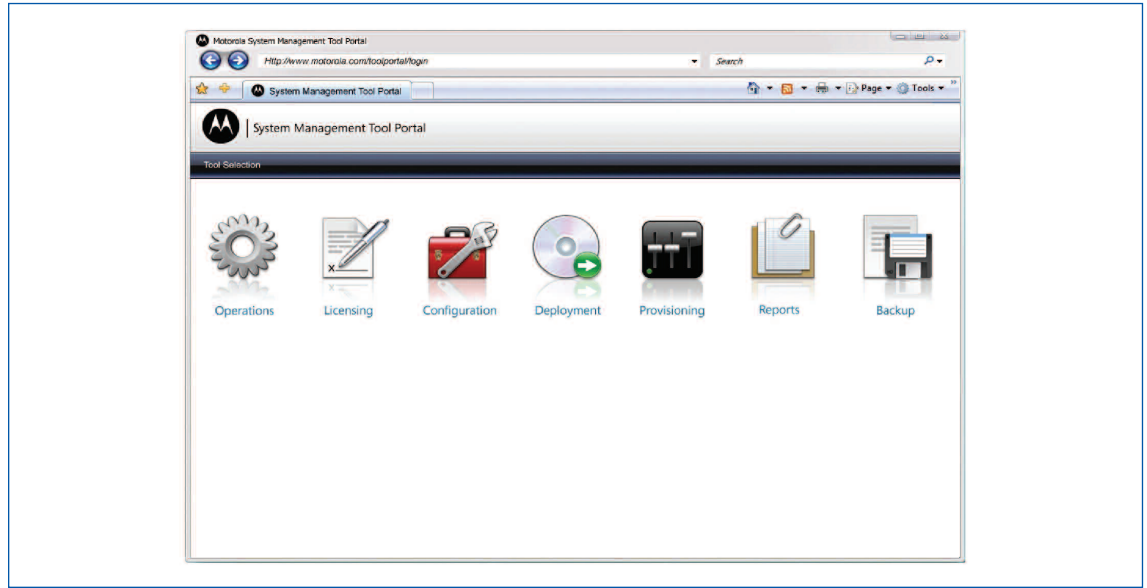 Motorola System Management Tool Portal
Http://www.motorola.com/toolportal/login
Search
System Management Tool Portal
Page
Tools
System Management Tool Portal
Tool Selection
x
Operations
Licensing
Configuration
Deployment
Provisioning
Reports
Backup